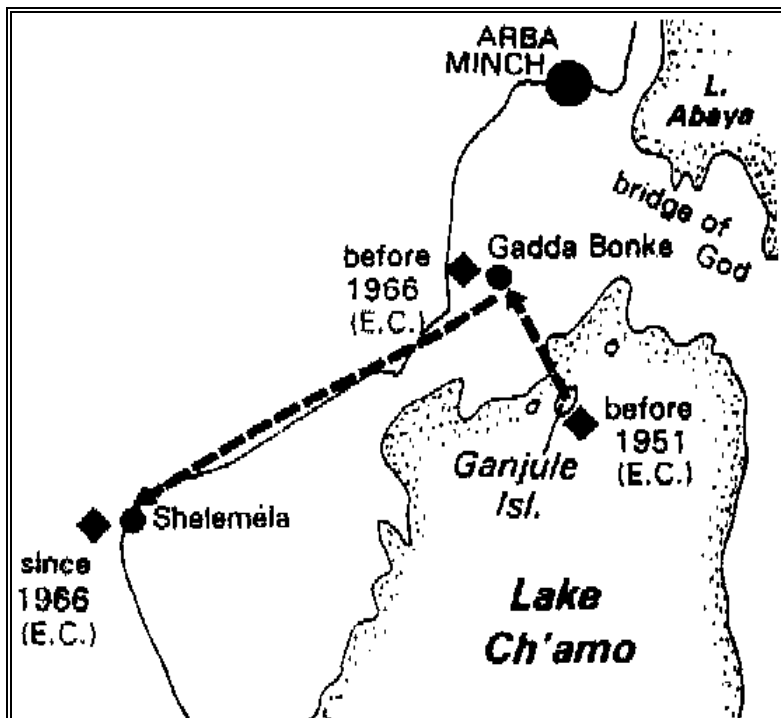 ARBA
MINCH
L.
Abaya
bridge of
God
before
1966
(E.C.)
Gadda Bonke
before
1951
(E.C.)
Ganjule
Isl.
Shelemela
since
1966
(E.C.)
Lake
Ch'amo